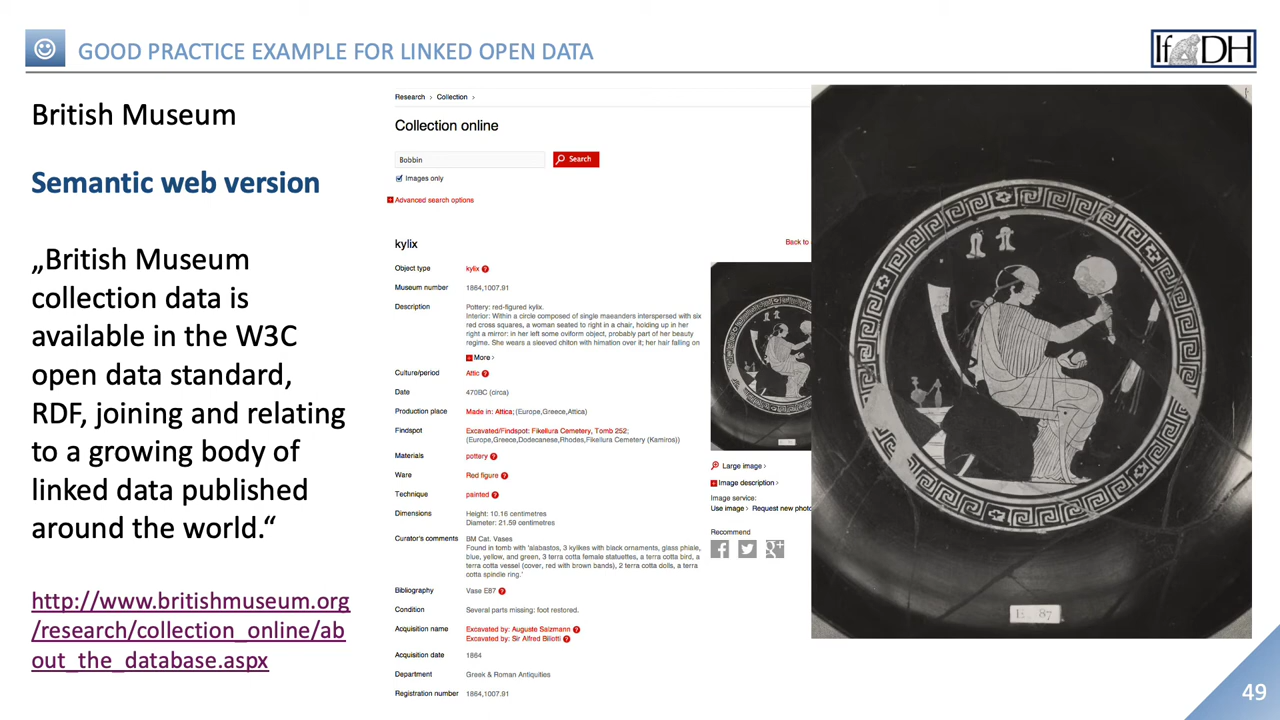 GOOD PRACTICE EXAMPLE FOR LINKED OPEN DATA
IfDH
British Museum
Semantic web version
„British Museum
collection data is
available in the W3C
open data standard,
RDF, joining and relating
to a growing body of
linked data published
around the world.“
http://www.britishmuseum.org
/research/collection_online/ab
out_the_database.aspx
Research › Collection ›
Collection online
Bobbin
Search
Images only
Advanced search options
kylix
Back to
Object type kylix ?
Museum number 1864,1007.91
Description Pottery: red-figured kylix.
Interior: Within a circle composed of single maeanders interspersed with six
red cross squares, a woman seated to right in a chair, holding up in her
right a mirror: in her left some oviform object, probably part of her beauty
regime. She wears a sleeved chiton with himation over it; her hair falling on
More ›
Culture/period Attic ?
Date 470BC (circa)
Production place Made in: Attica; (Europe,Greece,Attica)
Findspot Excavated/Findspot: Fikellura Cemetery, Tomb 252;
(Europe,Greece,Dodecanese,Rhodes,Fikellura Cemetery (Kamiros))
Materials pottery ?
Ware Red figure ?
Technique painted ?
Dimensions Height: 10.16 centimetres
Diameter: 21.59 centimetres
Curator's comments BM Cat. Vases
Found in tomb with 'alabastos, 3 kylikes with black ornaments, glass phiale,
blue, yellow, and green, 3 terra cotta female statuettes, a terra cotta bird, a
terra cotta vessel (cover, red with brown bands), 2 terra cotta dolls, a terra
cotta spindle ring.'
Bibliography Vase E87 ?
Condition Several parts missing: foot restored.
Acquisition name Excavated by: Auguste Salzmann ?
Excavated by: Sir Alfred Biliotti ?
Acquisition date 1864
Department Greek & Roman Antiquities
Registration number 1864,1007.91
Large image ›
Image description ›
Image service:
Use image › Request new photo
Recommend
49